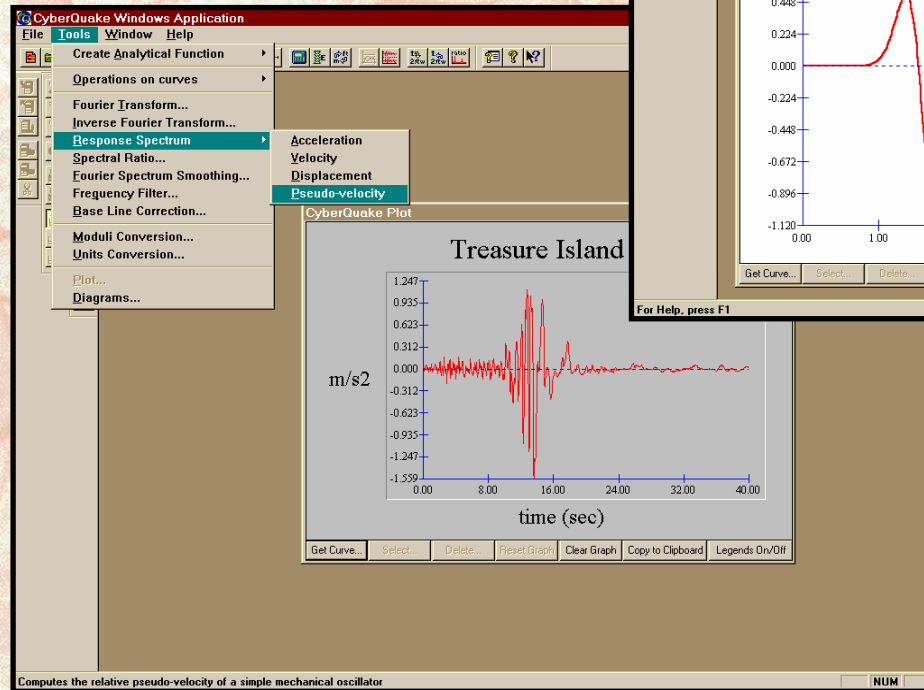 CyberQuake Windows Application
File Tools Window Help
Create Analytical Function
Operations on curves
Fourier Transform...
Inverse Fourier Transform...
Response Spectrum
Spectral Ratio...
Fourier Spectrum Smoothing...
Frequency Filter...
Base Line Correction...
Moduli Conversion...
Units Conversion...
Plot...
Diagrams...
Acceleration
Velocity
Displacement
Pseudo-velocity
CyberQuake Plot
Treasure Island
1.247
0.935
0.623
0.312
0.000
-0.312
-0.623
-0.935
-1.247
-1.559
m/s2
0.00 8.00 16.00 24.00 32.00 40.00
time (sec)
Get Curve... Select... Delete... Reset Graph Clear Graph Copy to Clipboard Legends On/Off
Computes the relative pseudo-velocity of a simple mechanical oscillator
NUM
0.448
0.224
0.000
-0.224
-0.448
-0.672
-0.896
-1.120
0.00 1.00
Get Curve... Select... Delete...
For Help, press F1